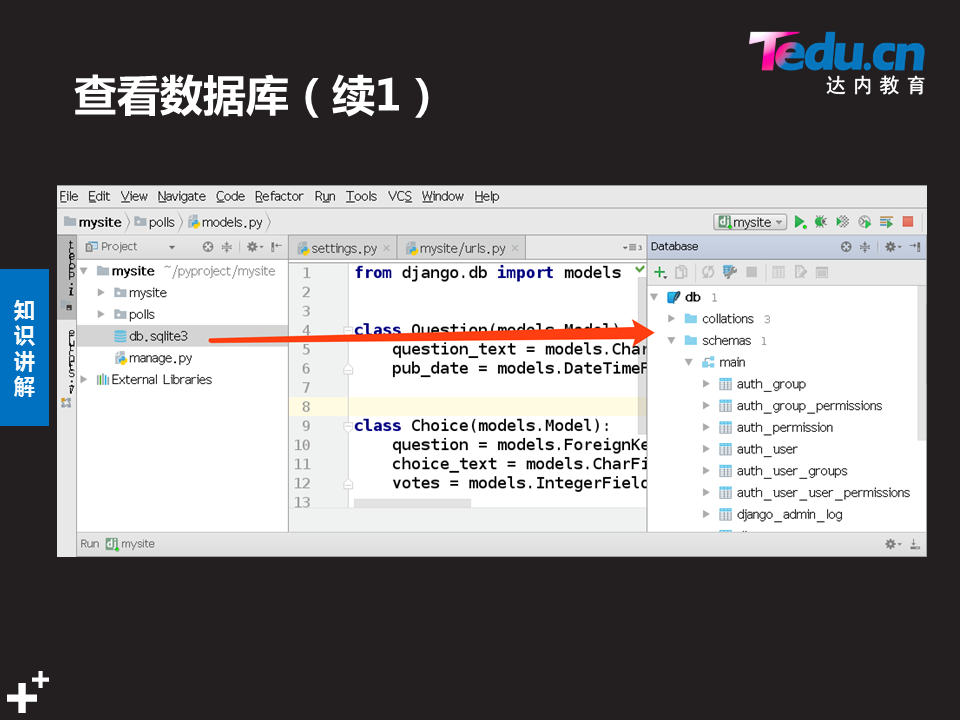 Tedu.cn
达内教育
查看数据库（续1）
知识讲解
File Edit View Navigate Code Refactor Run Tools VCS Window Help
mysite polls models.py mysite
Project settings.py mysite/urls.py Database
mysite ~/pyproject/mysite
mysite
polls
db.sqlite3
manage.py
External Libraries
1 from django.db import models
2
3
4 class Question(models.Model)
5 question_text = models.Char
6 pub_date = models.DateTimeF
7
8
9 class Choice(models.Model):
10 question = models.ForeignKe
11 choice_text = models.CharFi
12 votes = models.IntegerField
13
db 1
collations 3
schemas 1
main
auth_group
auth_group_permissions
auth_permission
auth_user
auth_user_groups
auth_user_user_permissions
django_admin_log
Run mysite